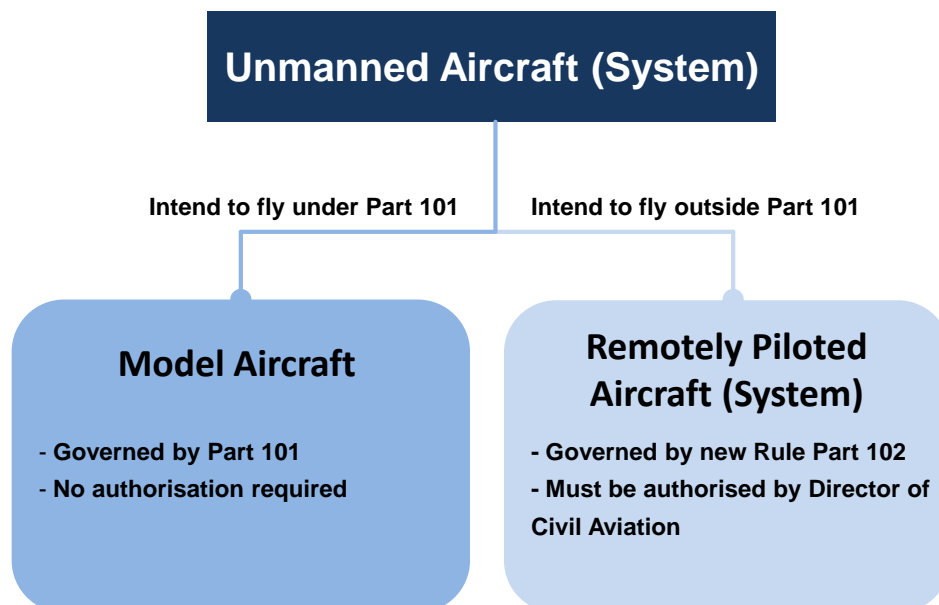 Unmanned Aircraft (System)
Intend to fly under Part 101
Intend to fly outside Part 101
Model Aircraft
- Governed by Part 101
- No authorisation required
Remotely Piloted
Aircraft (System)
- Governed by new Rule Part 102
- Must be authorised by Director of
Civil Aviation